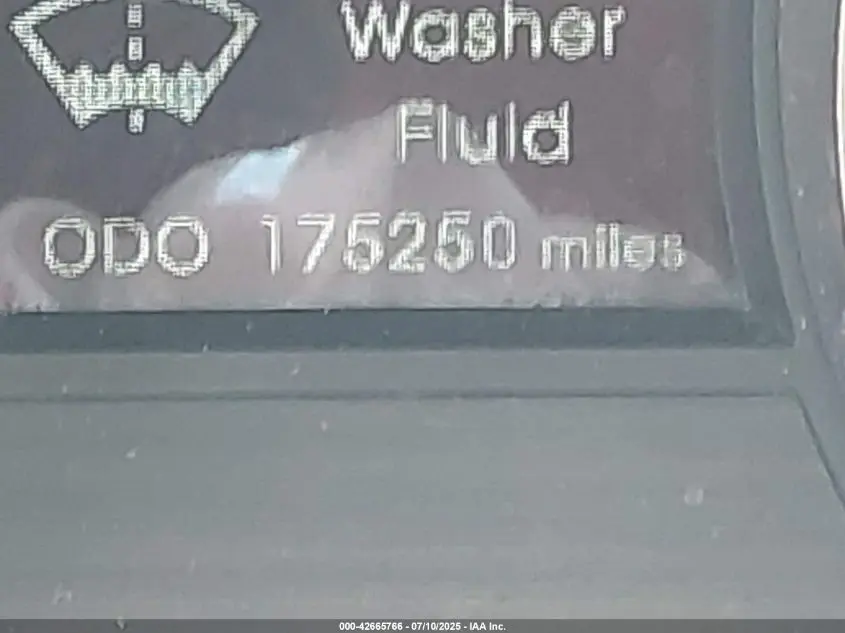 Washer
Fluid
ODO 175250 miles
000-42665766 - 07/10/2025 - IAA Inc.